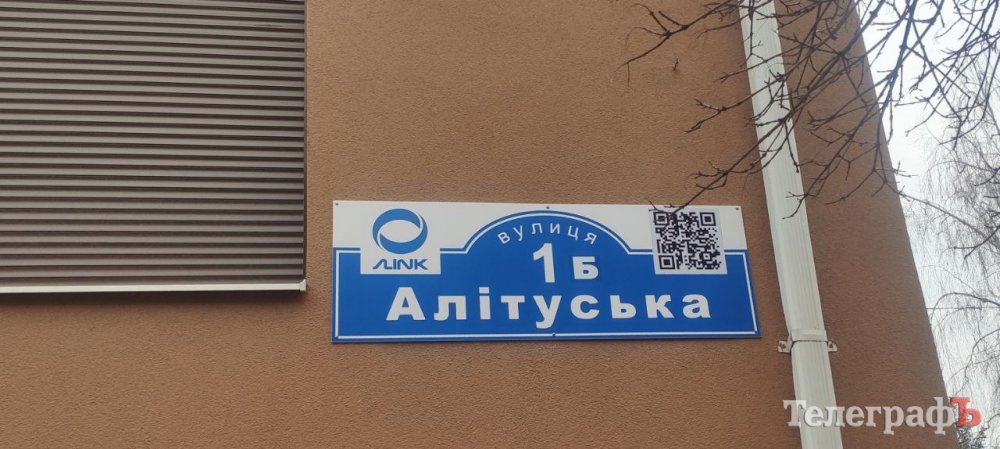 вулиця
ALINK
1Б
Алітуська
ТелеграфЪ